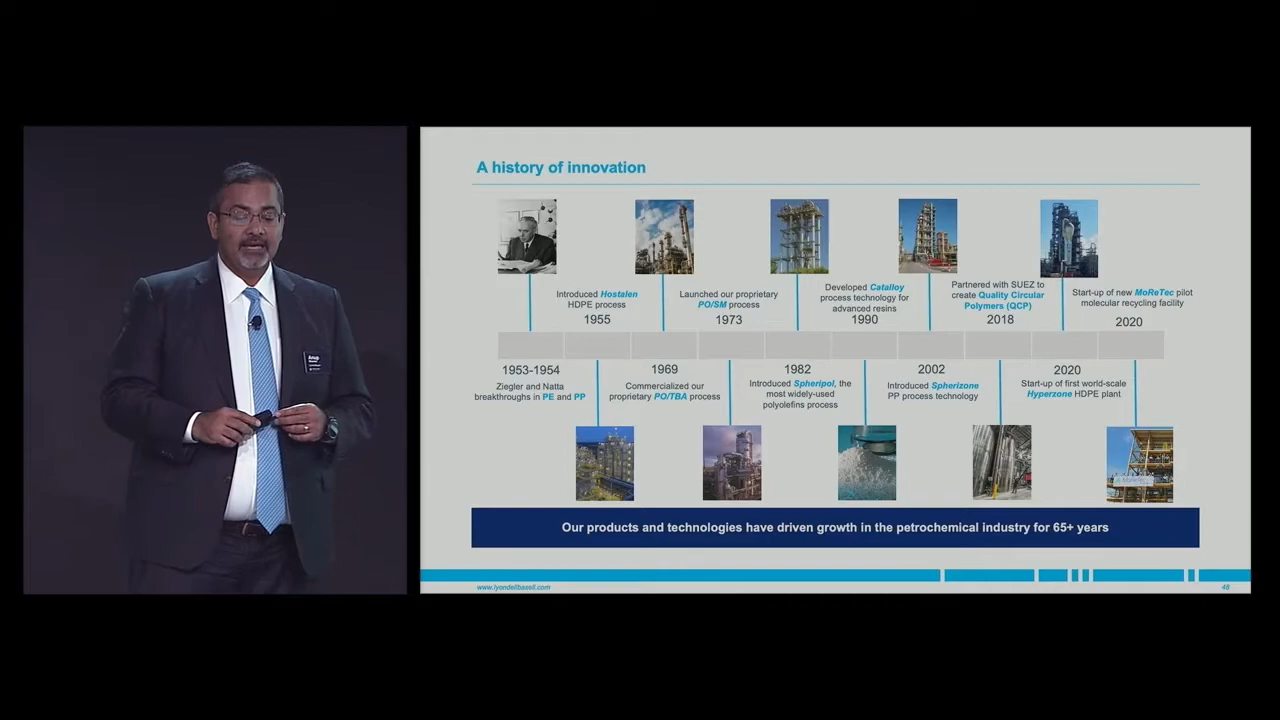 A history of innovation
Introduced Hostalen
HDPE process
1955
Launched our proprietary
PO/SM process
1973
Developed Catalloy
process technology for
advanced resins
1990
Partnered with SUEZ to
create Quality Circular
Polymers (QCP)
2018
Start-up of new MoReTec pilot
molecular recycling facility
2020
1953-1954
Ziegler and Natta
breakthroughs in PE and PP
1969
Commercialized our
proprietary PO/TBA process
1982
Introduced Spheripol, the
most widely-used
polyolefins process
2002
Introduced Spherizone
PP process technology
2020
Start-up of first world-scale
Hyperzone HDPE plant
Our products and technologies have driven growth in the petrochemical industry for 65+ years
www.lyondellbasell.com
48